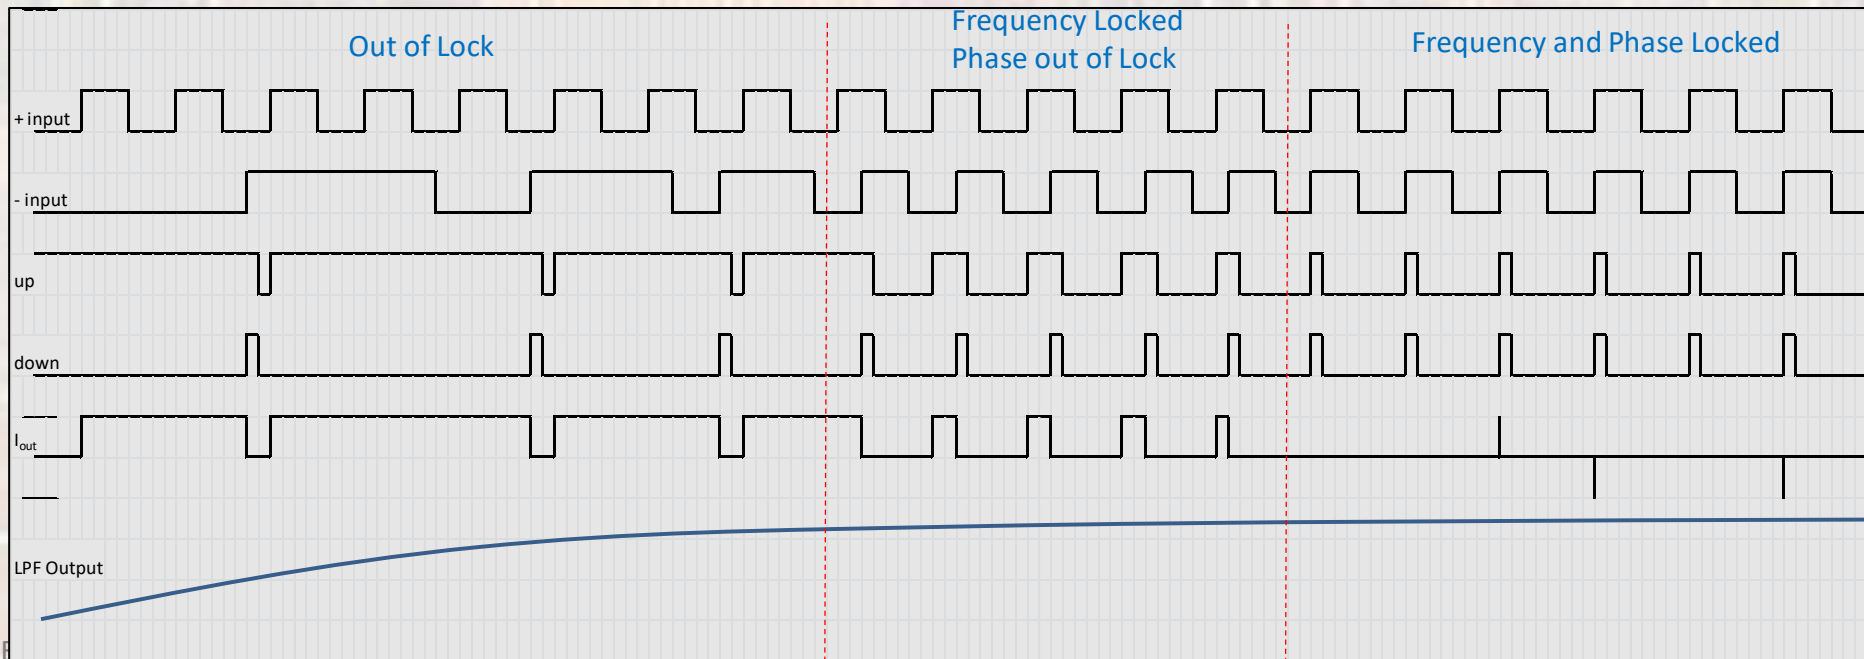 Out of Lock
Frequency Locked
Phase out of Lock
Frequency and Phase Locked
+ input
- input
up
down
Iout
LPF Output